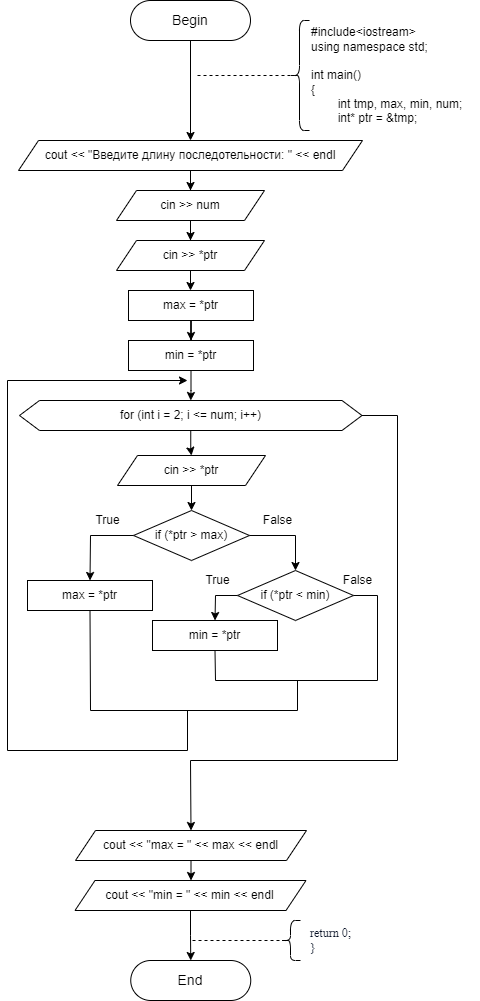 Begin
#include<iostream>
using namespace std;
int main()
{
int tmp, max, min, num;
int* ptr = &tmp;
cout << "Введите длину последотельности: " << endl
cin >> num
cin >> *ptr
max = *ptr
min = *ptr
for (int i = 2; i <= num; i++)
cin >> *ptr
True
False
if (*ptr > max)
True
False
max = *ptr
if (*ptr < min)
min = *ptr
cout << "max = " << max << endl
cout << "min = " << min << endl
return 0;
}
End